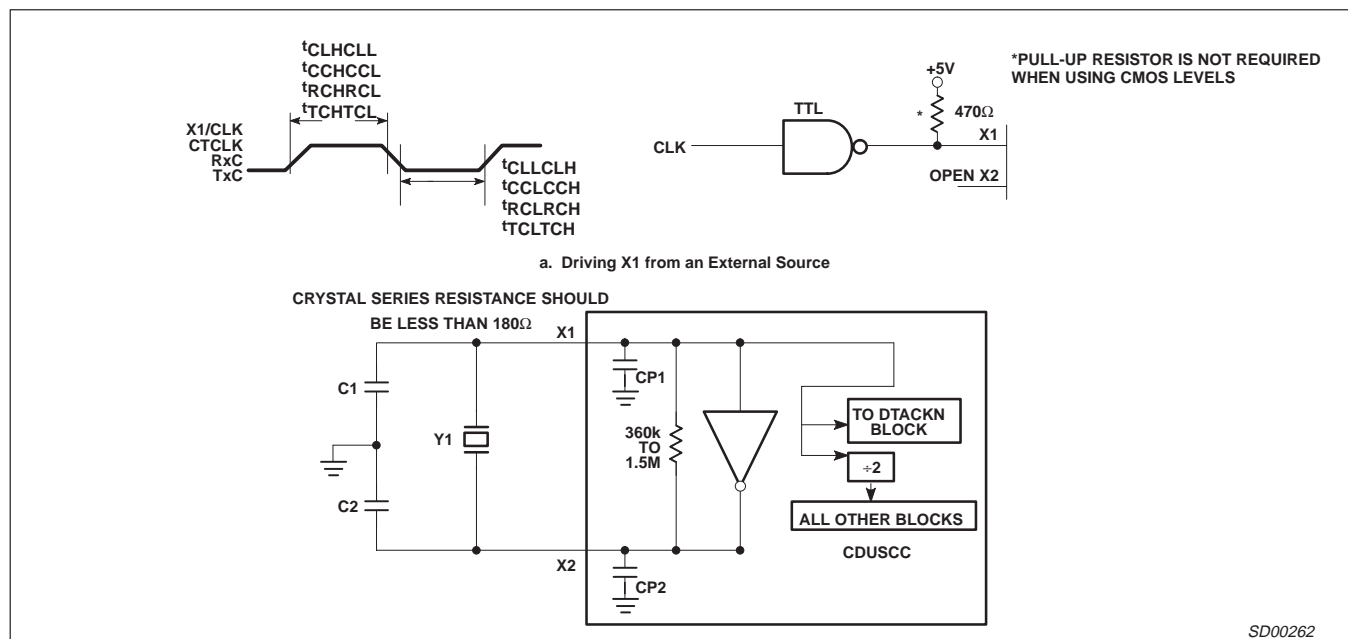 tCLHCLL
tCCHCCL
tRCHRCL
tTCHTCL
X1/CLK
CTCLK
RxC
TxC
tCLLCLH
tCCLCCH
tRCLRCH
tTCLTCH
CLK
TTL
+5V
*
470Ω
X1
OPEN X2
*PULL-UP RESISTOR IS NOT REQUIRED
WHEN USING CMOS LEVELS
a. Driving X1 from an External Source
CRYSTAL SERIES RESISTANCE SHOULD
BE LESS THAN 180Ω
X1
C1
C2
Y1
X2
CP1
CP2
360k
TO
1.5M
TO DTACKN
BLOCK
÷2
ALL OTHER BLOCKS
CDUSCC
SD00262